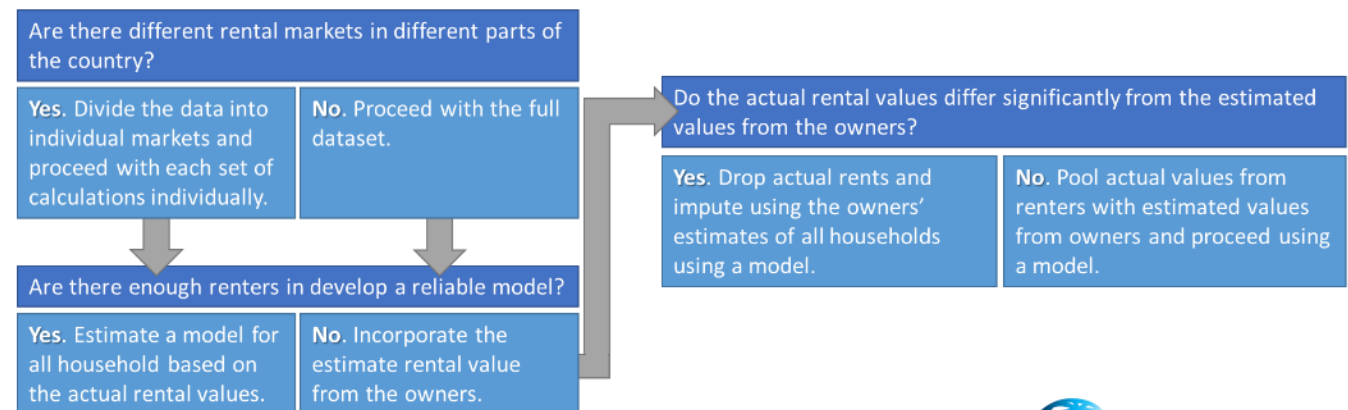 Are there different rental markets in different parts of
the country?
Yes. Divide the data into
individual markets and
proceed with each set of
calculations individually.
No. Proceed with the full
dataset.
Are there enough renters in develop a reliable model?
Yes. Estimate a model for
all household based on
the actual rental values.
No. Incorporate the
estimate rental value
from the owners.
Do the actual rental values differ significantly from the estimated
values from the owners?
Yes. Drop actual rents and
impute using the owners’
estimates of all households
using a model.
No. Pool actual values from
renters with estimated values
from owners and proceed using
a model.